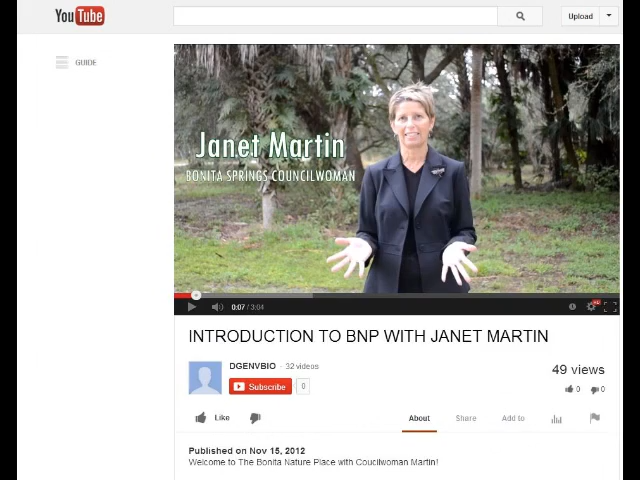 YouTube
Upload
GUIDE
Janet Martin
BONITA SPRINGS COUNCILWOMAN
0:07 / 3:04
INTRODUCTION TO BNP WITH JANET MARTIN
DGENVBIO · 32 videos
49 views
Subscribe 0
0 0
Like
About Share Add to
Published on Nov 15, 2012
Welcome to The Bonita Nature Place with Coucilwoman Martin!